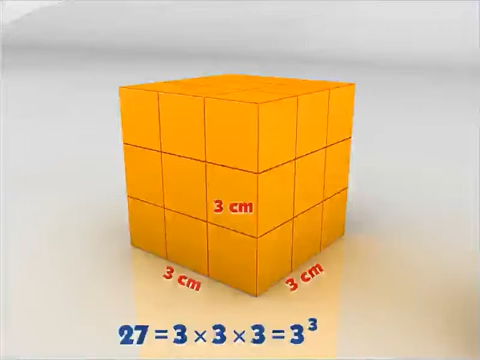 3 cm
3 cm
3 cm
27 = 3 × 3 × 3 = 3³